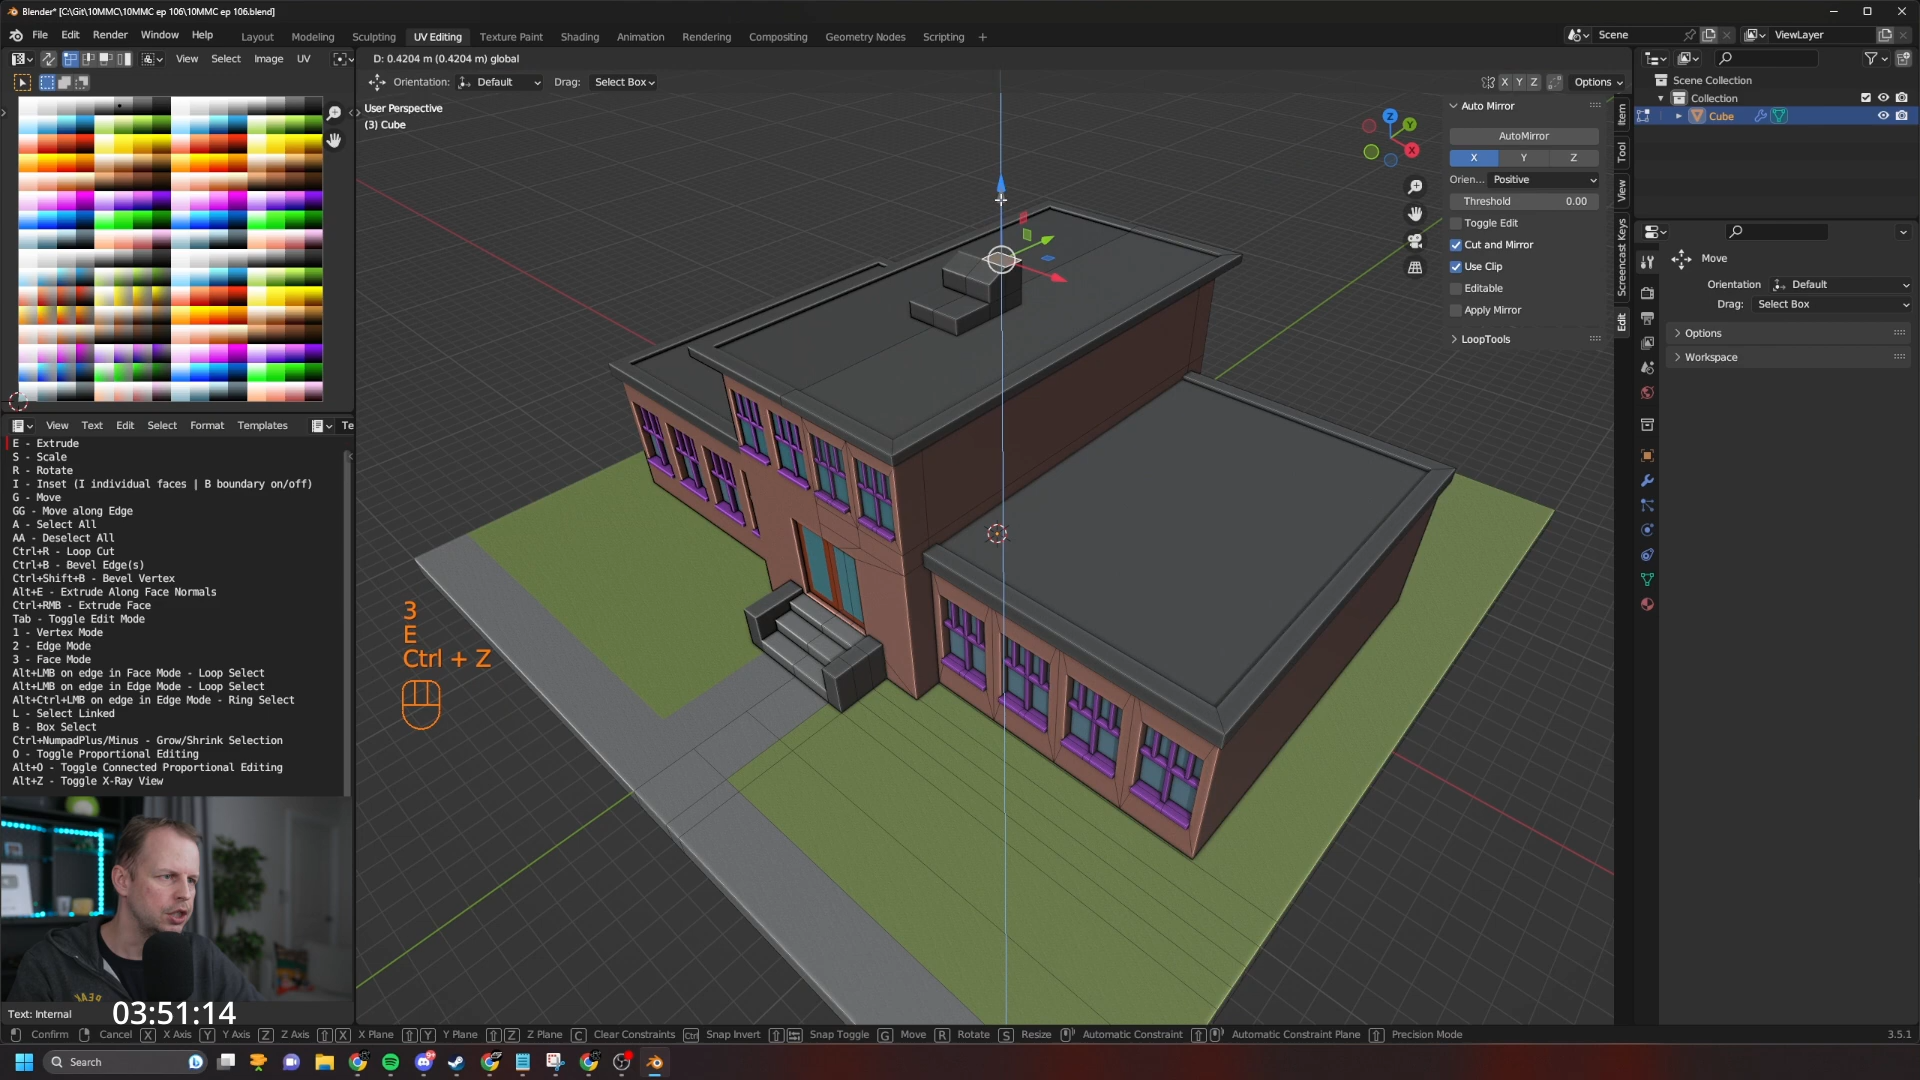 Blender* [C:\Git\10MMC\10MMC ep 106\10MMC ep 106.blend]
File Edit Render Window Help Layout Modeling Sculpting UV Editing Texture Paint Shading Animation Rendering Compositing Geometry Nodes Scripting + Scene ViewLayer
View Select Image UV D: 0.4204 m (0.4204 m) global
Orientation: Default Drag: Select Box X Y Z Options
Scene Collection
Collection
Cube
User Perspective
(3) Cube
Z
Y
X
Auto Mirror
AutoMirror
X Y Z
Orien... Positive
Threshold 0.00
Toggle Edit
Cut and Mirror
Use Clip
Editable
Apply Mirror
LoopTools
Item
Tool
View
Screencast Keys
Edit
Move
Orientation Default
Drag: Select Box
Options
Workspace
View Text Edit Select Format Templates Te
E - Extrude
S - Scale
R - Rotate
I - Inset (I individual faces | B boundary on/off)
G - Move
GG - Move along Edge
A - Select All
AA - Deselect All
Ctrl+R - Loop Cut
Ctrl+B - Bevel Edge(s)
Ctrl+Shift+B - Bevel Vertex
Alt+E - Extrude Along Face Normals
Ctrl+RMB - Extrude Face
Tab - Toggle Edit Mode
1 - Vertex Mode
2 - Edge Mode
3 - Face Mode
Alt+LMB on edge in Face Mode - Loop Select
Alt+LMB on edge in Edge Mode - Loop Select
Alt+Ctrl+LMB on edge in Edge Mode - Ring Select
L - Select Linked
B - Box Select
Ctrl+NumpadPlus/Minus - Grow/Shrink Selection
O - Toggle Proportional Editing
Alt+O - Toggle Connected Proportional Editing
Alt+Z - Toggle X-Ray View
3
E
Ctrl + Z
Text: Internal
03:51:14
Confirm Cancel X X Axis Y Y Axis Z Z Axis X X Plane Y Y Plane Z Z Plane C Clear Constraints Ctrl Snap Invert Snap Toggle G Move R Rotate S Resize Automatic Constraint Automatic Constraint Plane Precision Mode 3.5.1
Search